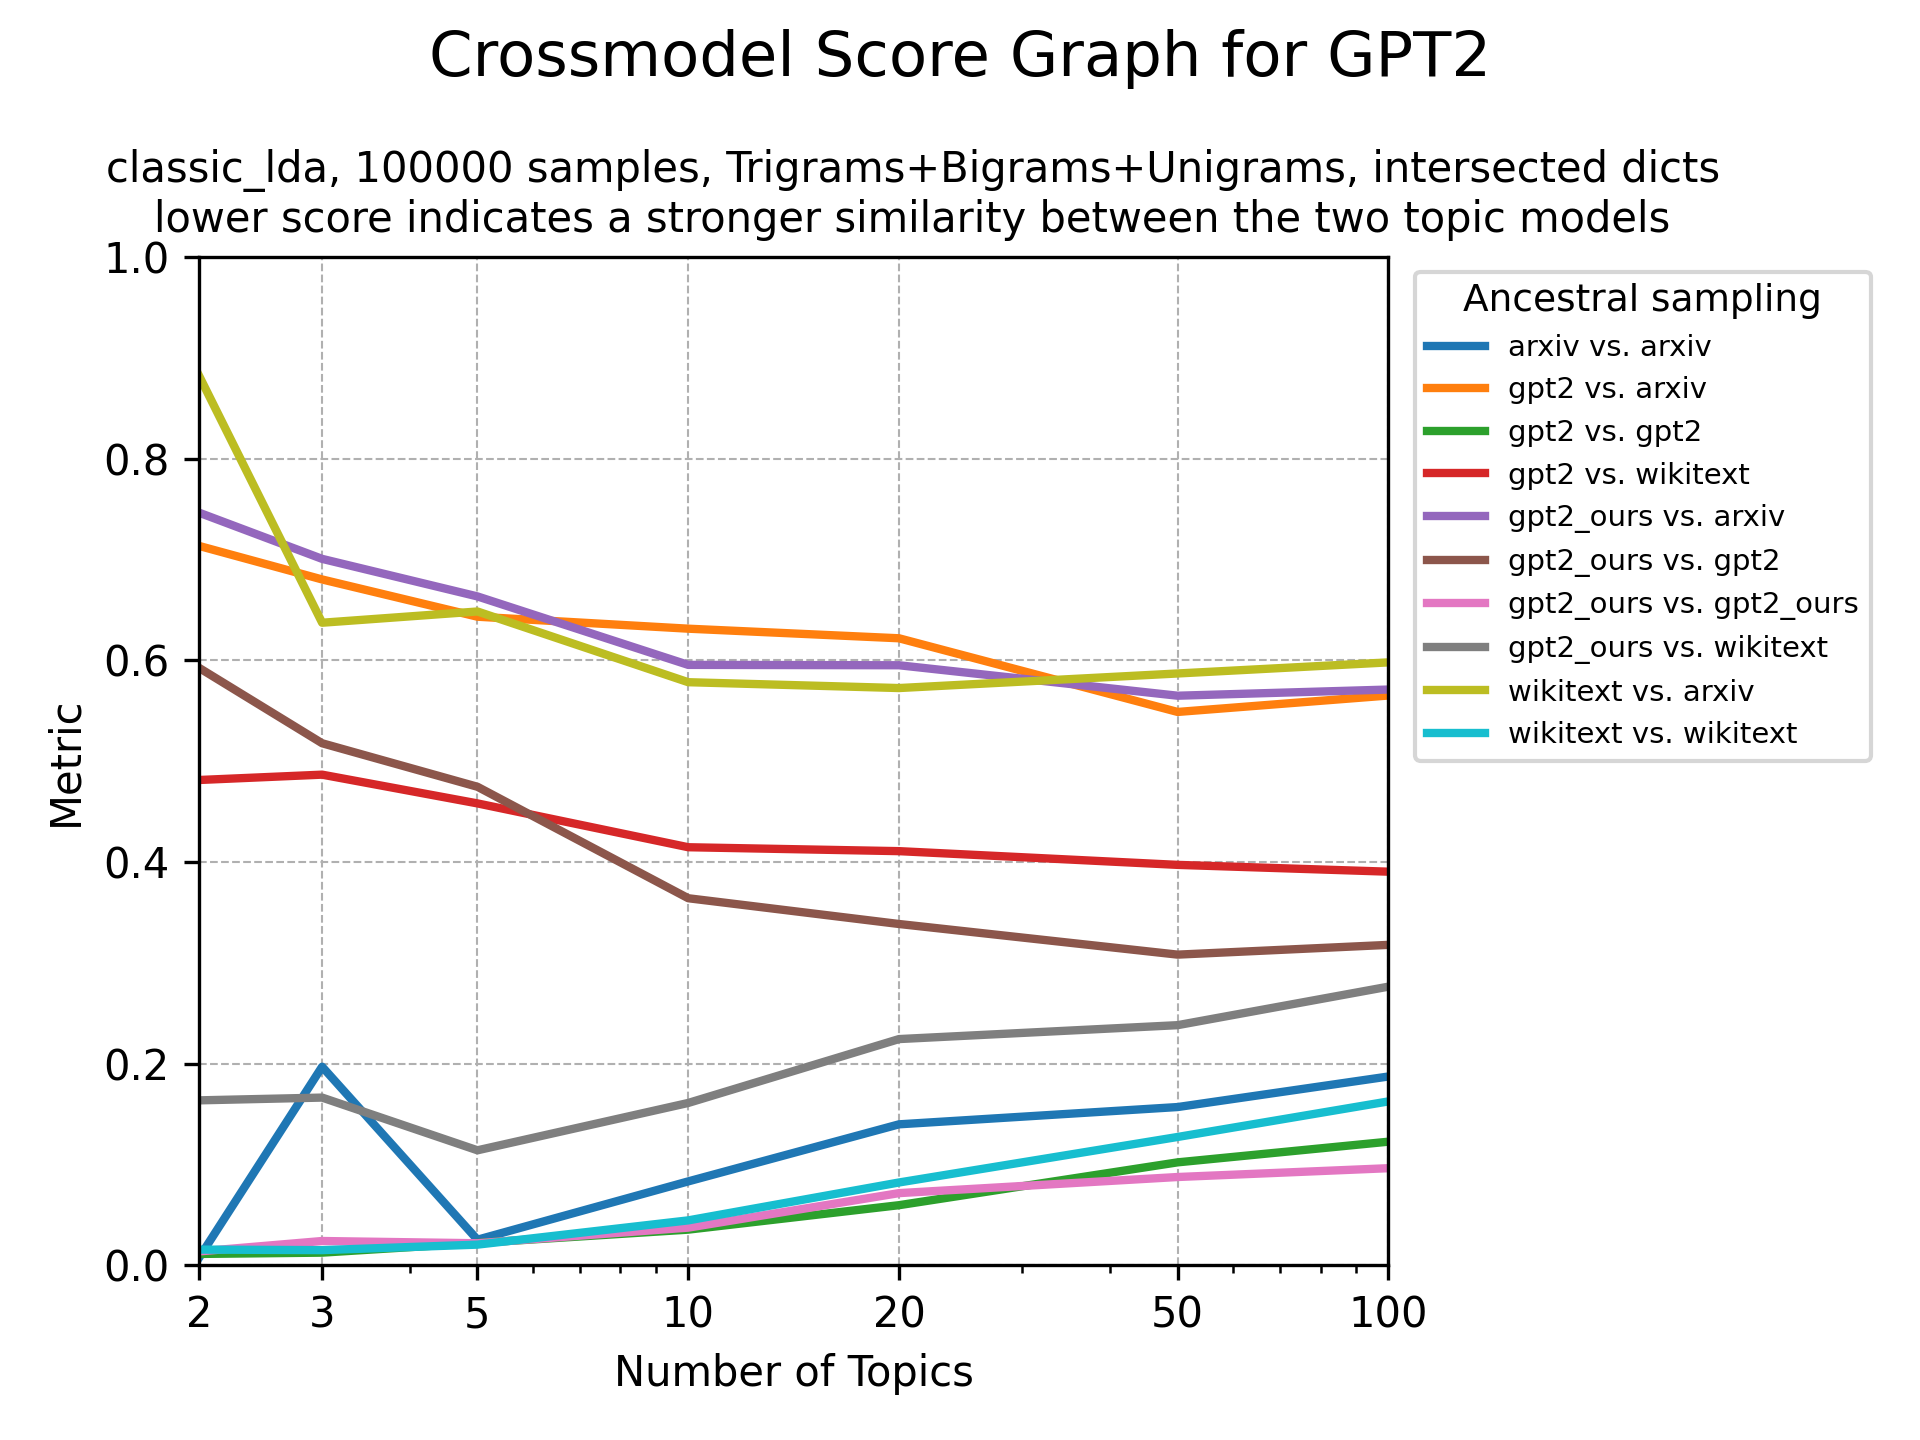 Crossmodel Score Graph for GPT2
classic_lda, 100000 samples, Trigrams+Bigrams+Unigrams, intersected dicts
lower score indicates a stronger similarity between the two topic models
1.0
0.8
0.6
0.4
0.2
0.0
Metric
2 3 5 10 20 50 100
Number of Topics
Ancestral sampling
arxiv vs. arxiv
gpt2 vs. arxiv
gpt2 vs. gpt2
gpt2 vs. wikitext
gpt2_ours vs. arxiv
gpt2_ours vs. gpt2
gpt2_ours vs. gpt2_ours
gpt2_ours vs. wikitext
wikitext vs. arxiv
wikitext vs. wikitext